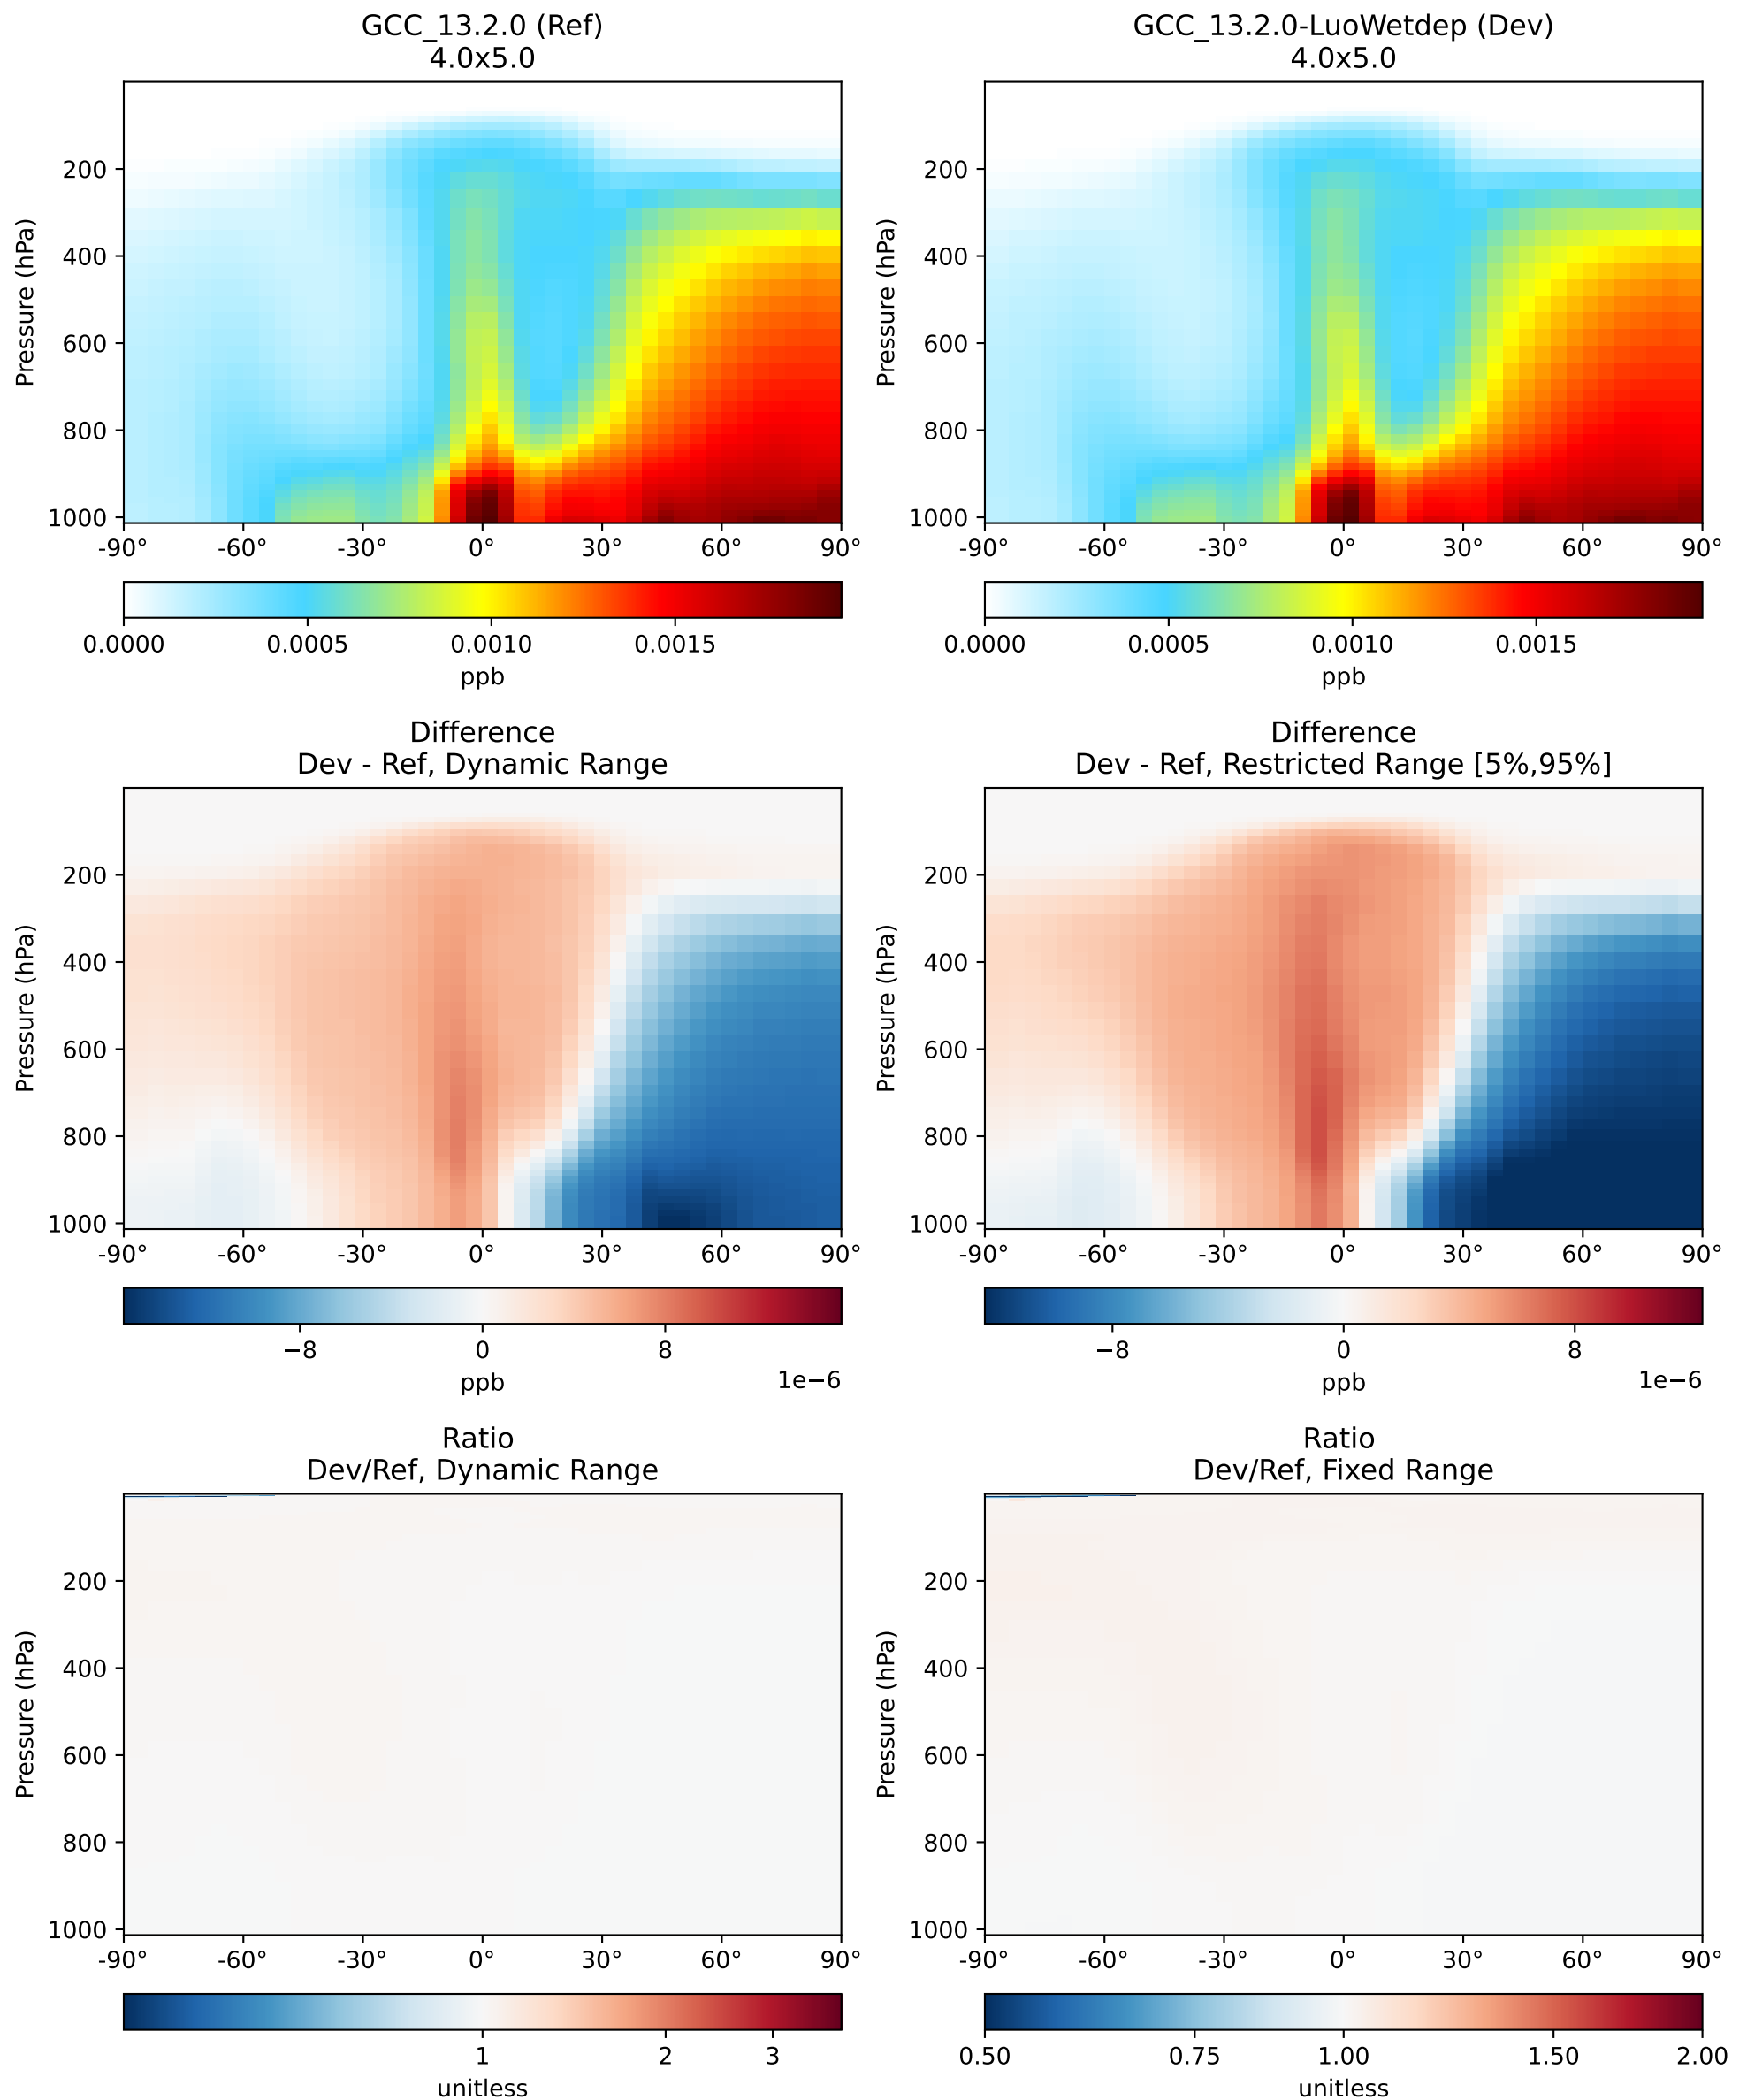 GCC_13.2.0 (Ref)
4.0x5.0
Pressure (hPa)
200
400
600
800
1000
-90° -60° -30° 0° 30° 60° 90°
0.0000 0.0005 0.0010 0.0015
ppb
GCC_13.2.0-LuoWetdep (Dev)
4.0x5.0
Pressure (hPa)
200
400
600
800
1000
-90° -60° -30° 0° 30° 60° 90°
0.0000 0.0005 0.0010 0.0015
ppb
Difference
Dev - Ref, Dynamic Range
Pressure (hPa)
200
400
600
800
1000
-90° -60° -30° 0° 30° 60° 90°
−8 0 8
ppb
1e−6
Difference
Dev - Ref, Restricted Range [5%,95%]
Pressure (hPa)
200
400
600
800
1000
-90° -60° -30° 0° 30° 60° 90°
−8 0 8
ppb
1e−6
Ratio
Dev/Ref, Dynamic Range
Pressure (hPa)
200
400
600
800
1000
-90° -60° -30° 0° 30° 60° 90°
1 2 3
unitless
Ratio
Dev/Ref, Fixed Range
Pressure (hPa)
200
400
600
800
1000
-90° -60° -30° 0° 30° 60° 90°
0.50 0.75 1.00 1.50 2.00
unitless